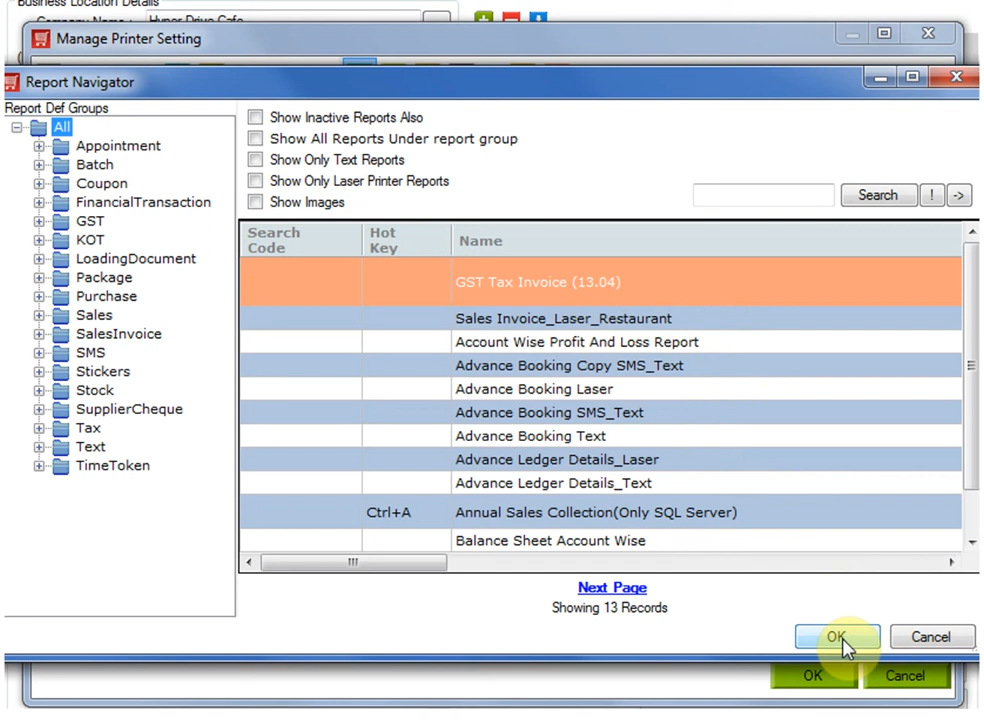 Business Location Details
Company Name : Hyper Drive Cafe
Manage Printer Setting
Report Navigator
Report Def Groups
All
Appointment
Batch
Coupon
FinancialTransaction
GST
KOT
LoadingDocument
Package
Purchase
Sales
SalesInvoice
SMS
Stickers
Stock
SupplierCheque
Tax
Text
TimeToken
Show Inactive Reports Also
Show All Reports Under report group
Show Only Text Reports
Show Only Laser Printer Reports
Show Images
Search ! ->
Search Code Hot Key Name
GST Tax Invoice (13.04)
Sales Invoice_Laser_Restaurant
Account Wise Profit And Loss Report
Advance Booking Copy SMS_Text
Advance Booking Laser
Advance Booking SMS_Text
Advance Booking Text
Advance Ledger Details_Laser
Advance Ledger Details_Text
Ctrl+A Annual Sales Collection(Only SQL Server)
Balance Sheet Account Wise
Next Page
Showing 13 Records
OK Cancel
OK Cancel